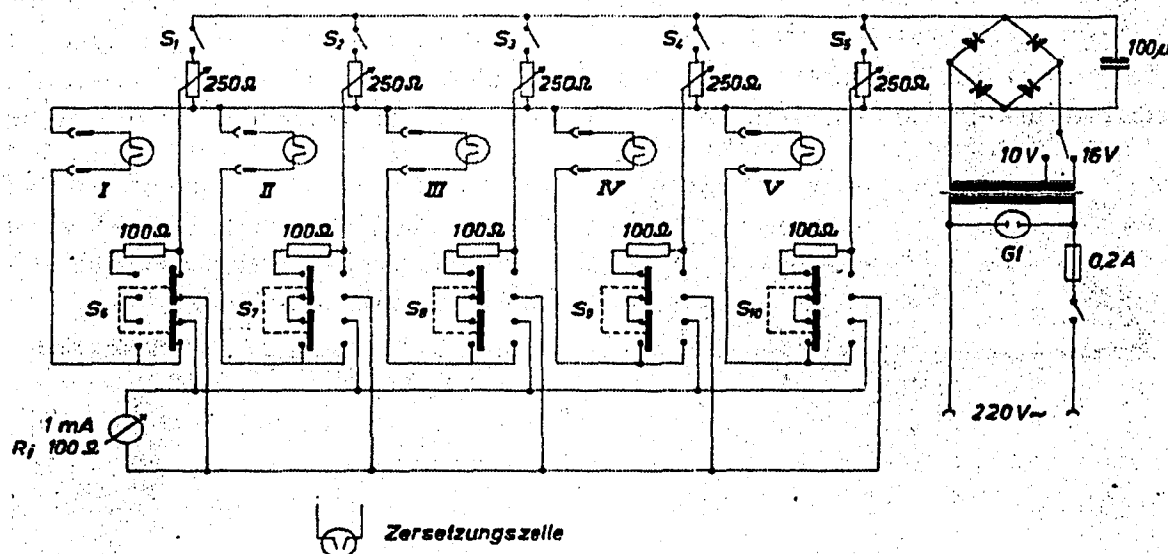 S₁ S₂ S₃ S₄ S₅
250Ω 250Ω 250Ω 250Ω 250Ω
100μ
10V 16V
I II III IV V
100Ω 100Ω 100Ω 100Ω 100Ω
Gl
0,2A
S₆ S₇ S₈ S₉ S₁₀
220V~
1 mA
Rᵢ 100Ω
Zersetzungszelle